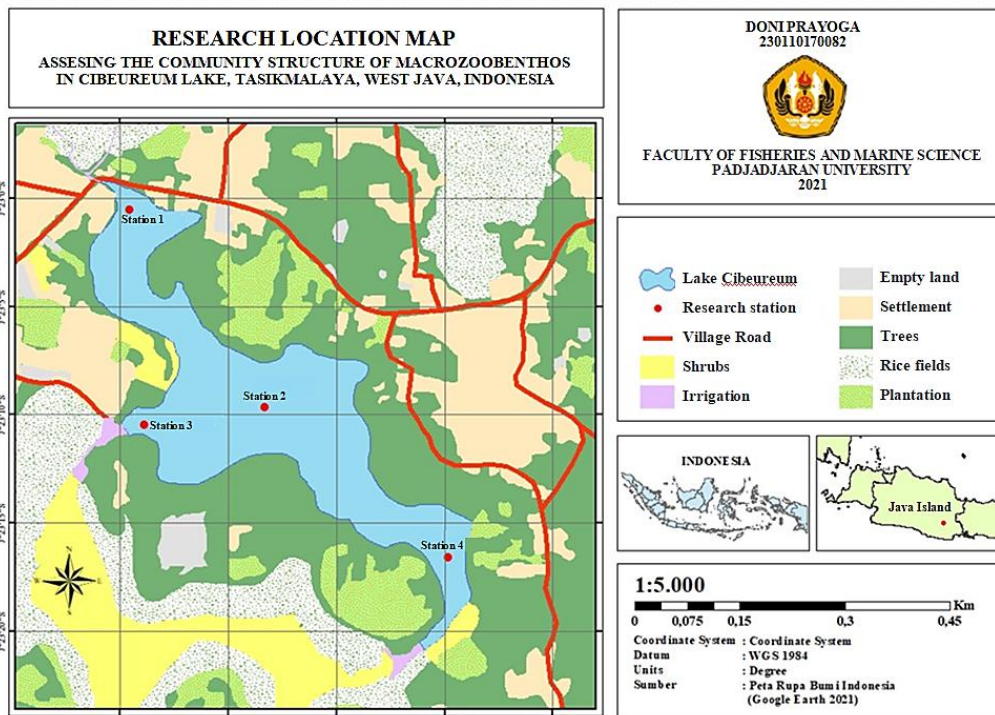 RESEARCH LOCATION MAP
ASSESING THE COMMUNITY STRUCTURE OF MACROZOOBENTHOS
IN CIBEUREUM LAKE, TASIKMALAYA, WEST JAVA, INDONESIA
DONI PRAYOGA
230110170082
FACULTY OF FISHERIES AND MARINE SCIENCE
PADJADJARAN UNIVERSITY
2021
Station 1
Station 2
Station 3
Station 4
N
W
E
S
Lake Cibeureum
Research station
Village Road
Shrubs
Irrigation
Empty land
Settlement
Trees
Rice fields
Plantation
INDONESIA
Java Island
1:5.000
0 0,075 0,15 0,3 0,45 Km
Coordinate System : Coordinate System
Datum : WGS 1984
Units : Degree
Sumber : Peta Rupa Bumi Indonesia
(Google Earth 2021)